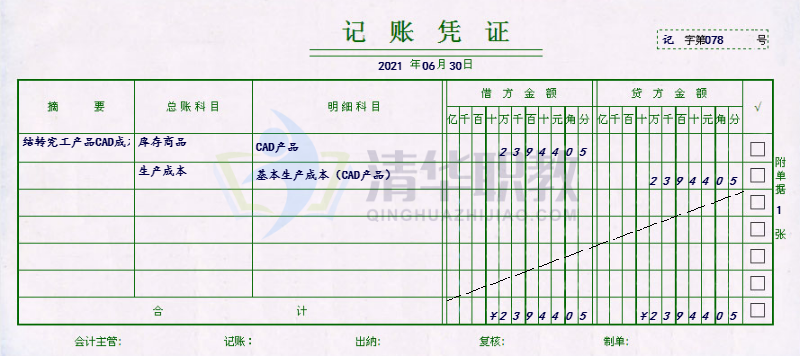 记账凭证
记 字第078 号
2021 年 06 月 30 日
摘要 总账科目 明细科目 借方金额 贷方金额 √
亿千百十万千百十元角分 亿千百十万千百十元角分
结转完工产品CAD成 库存商品 CAD产品 2394405
生产成本 基本生产成本（CAD产品） 2394405
合计 ¥2394405 ¥2394405
附单据 1 张
会计主管: 记账: 出纳: 复核: 制单:
清华职教
QINGHUAZHIJIAO.COM